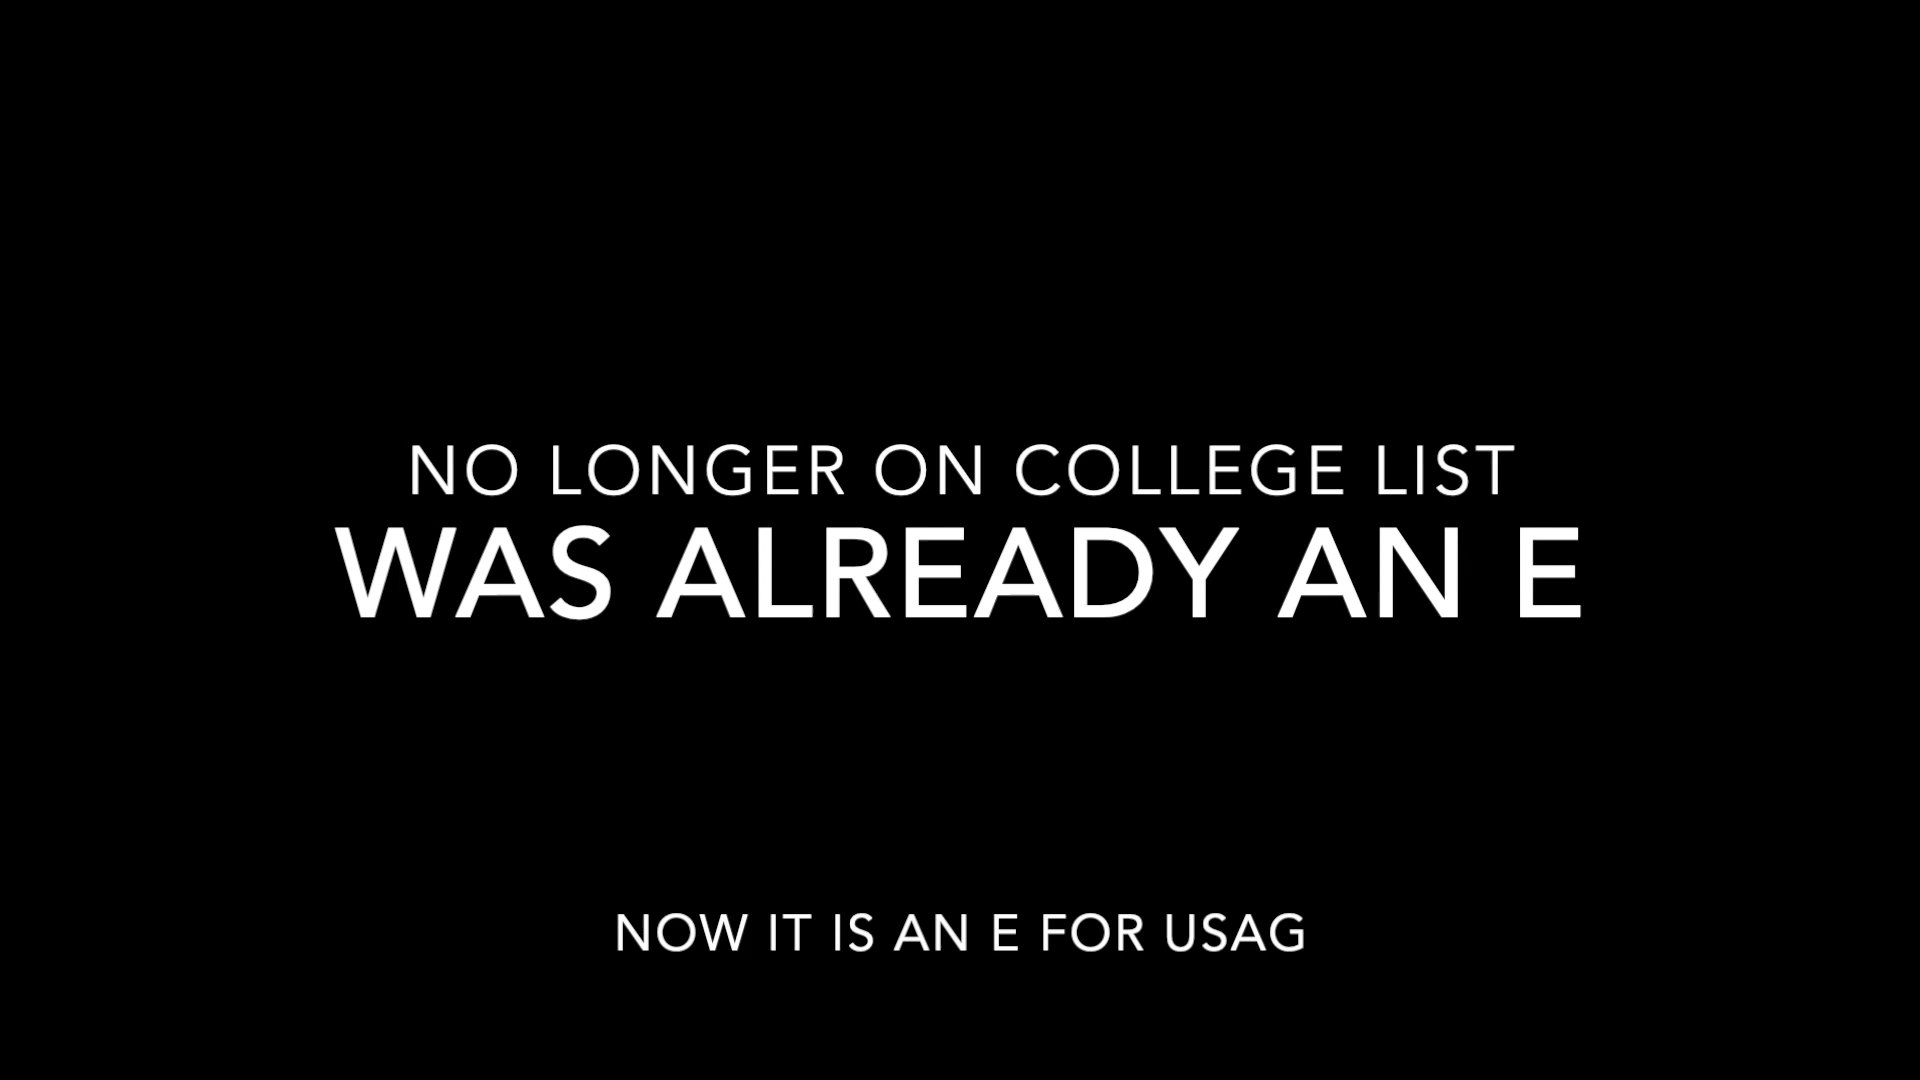 NO LONGER ON COLLEGE LIST
WAS ALREADY AN E
NOW IT IS AN E FOR USAG